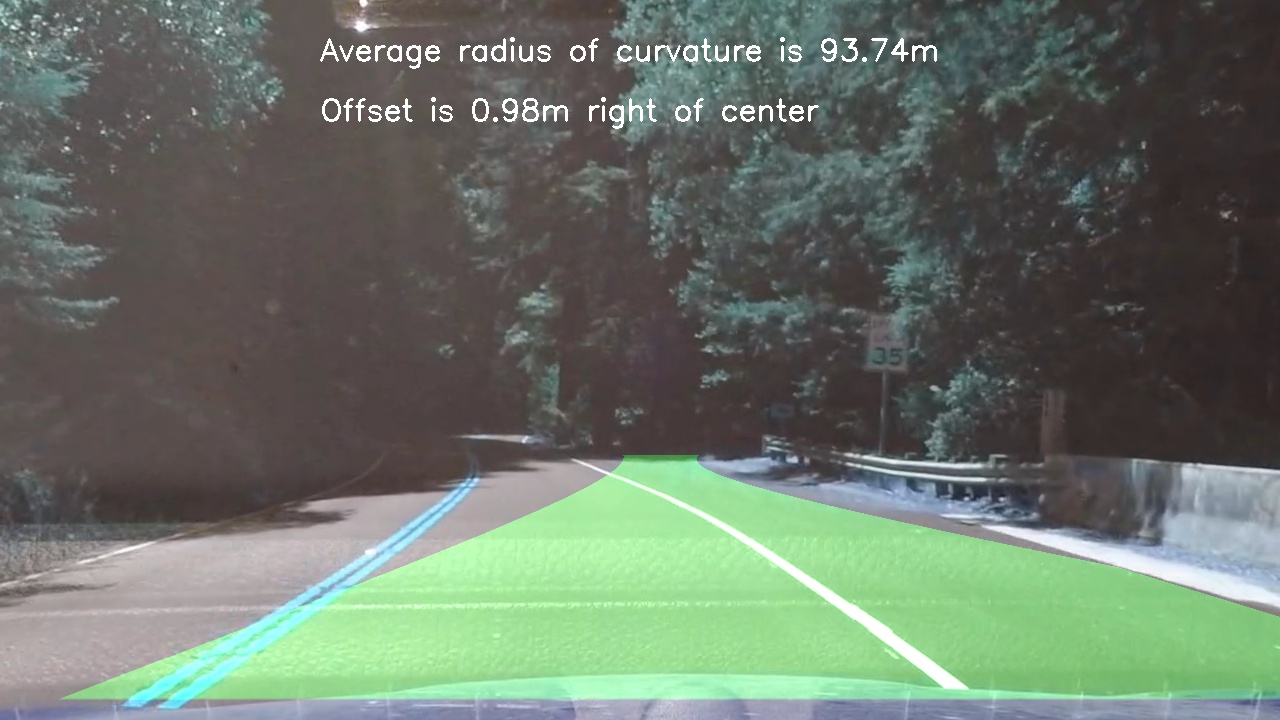 Average radius of curvature is 93.74m
Offset is 0.98m right of center
35